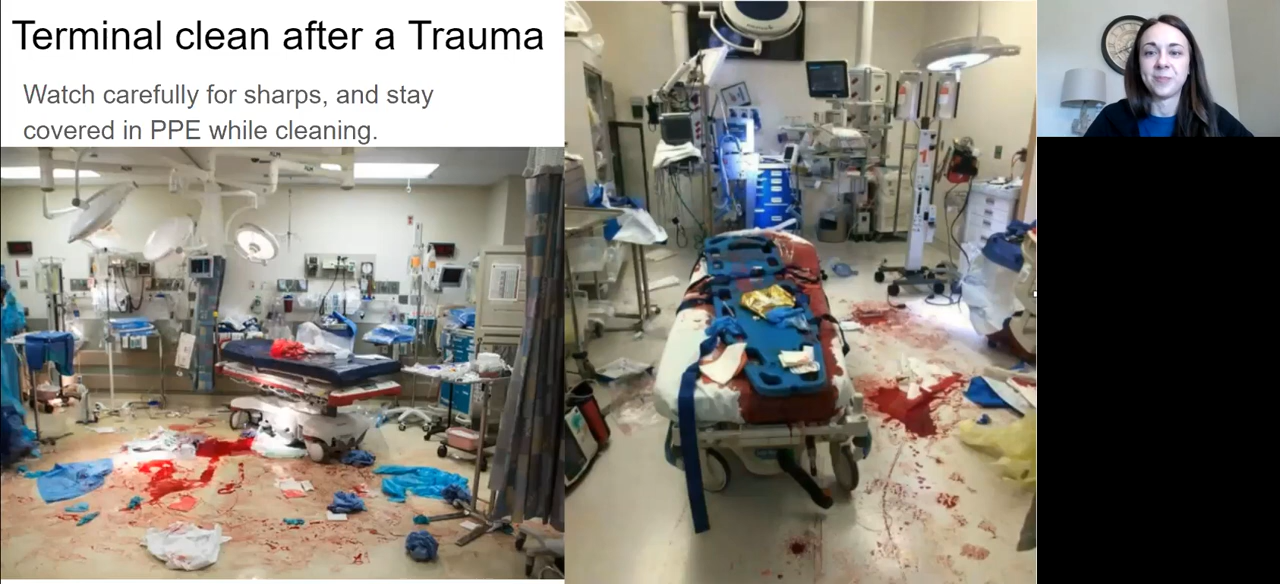 Terminal clean after a Trauma
Watch carefully for sharps, and stay
covered in PPE while cleaning.